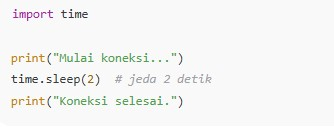 import time

print("Mulai koneksi...")
time.sleep(2)  # jeda 2 detik
print("Koneksi selesai.")